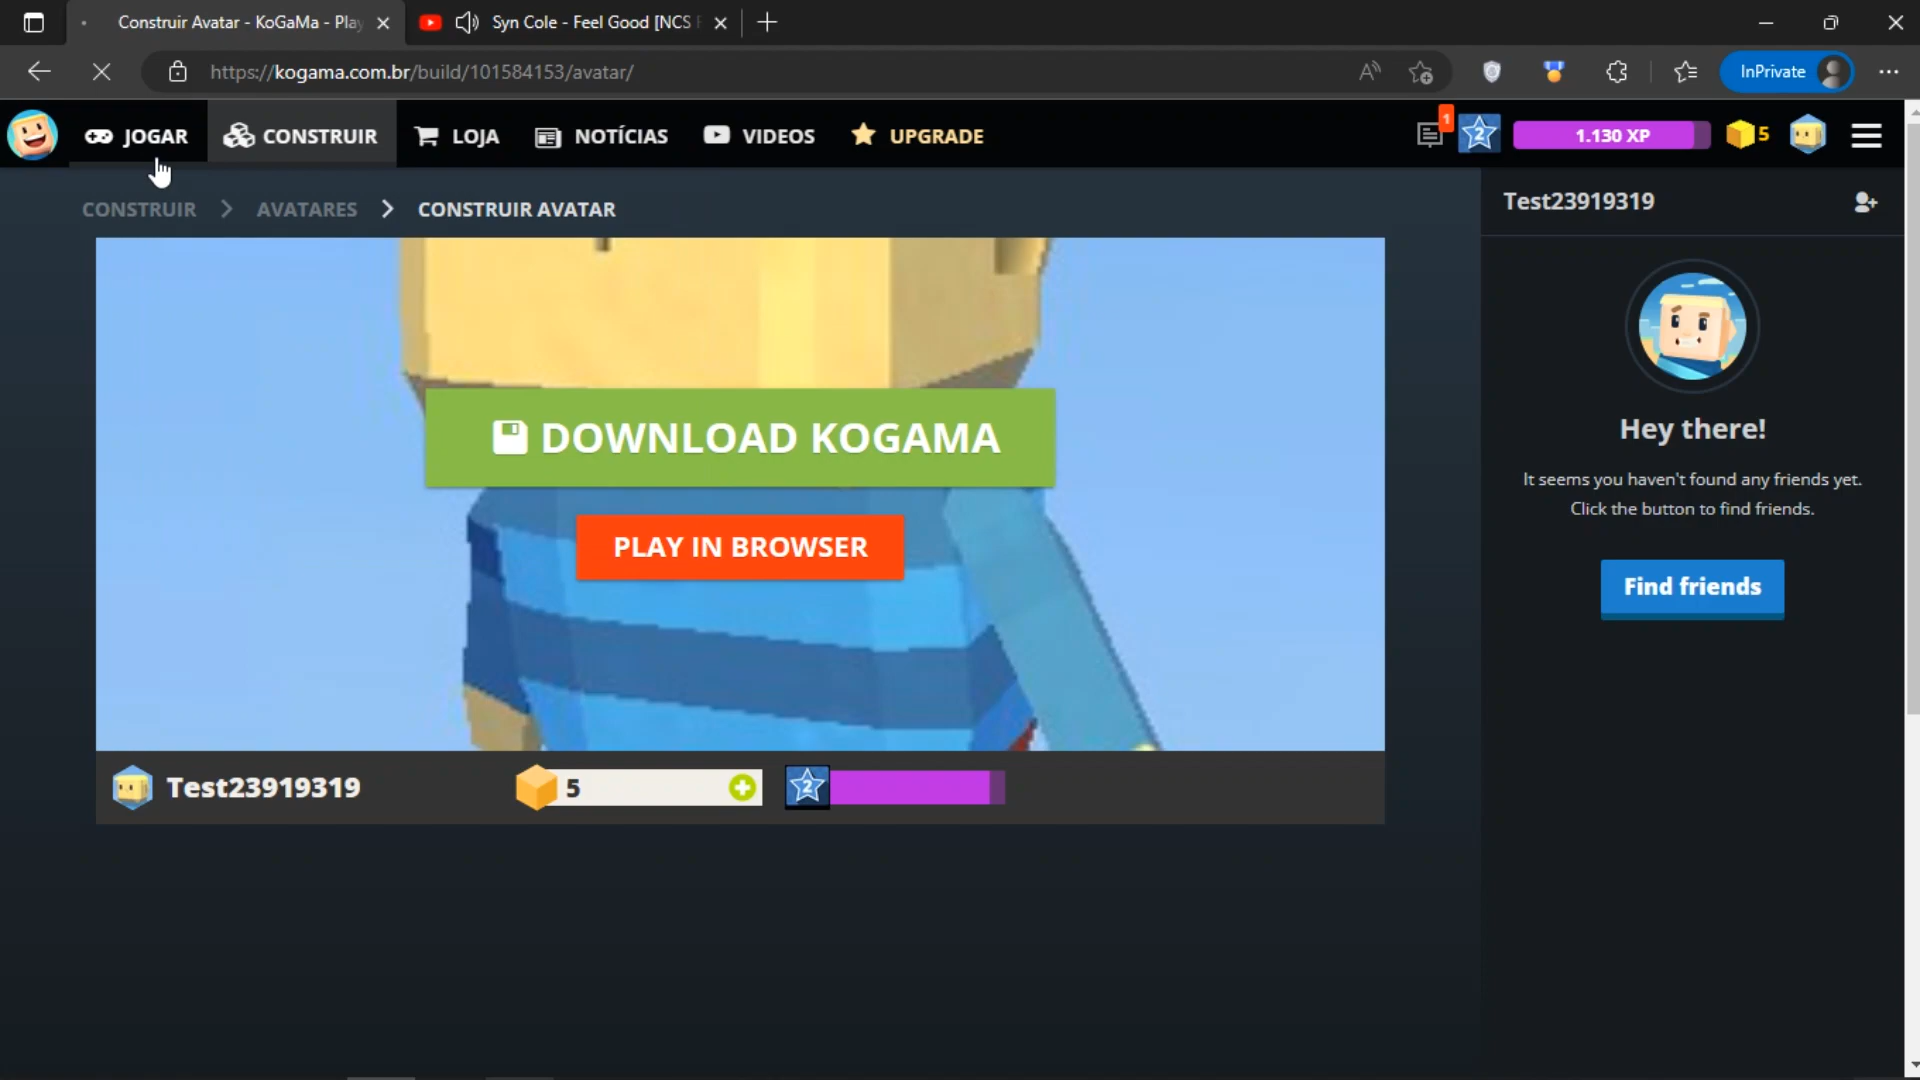 Construir Avatar - KoGaMa - Play
Syn Cole - Feel Good [NCS
https://kogama.com.br/build/101584153/avatar/
InPrivate
JOGAR
CONSTRUIR
LOJA
NOTÍCIAS
VIDEOS
UPGRADE
1
2
1.130 XP
5
CONSTRUIR > AVATARES > CONSTRUIR AVATAR
Test23919319
DOWNLOAD KOGAMA
PLAY IN BROWSER
Hey there!
It seems you haven't found any friends yet.
Click the button to find friends.
Find friends
Test23919319
5
2